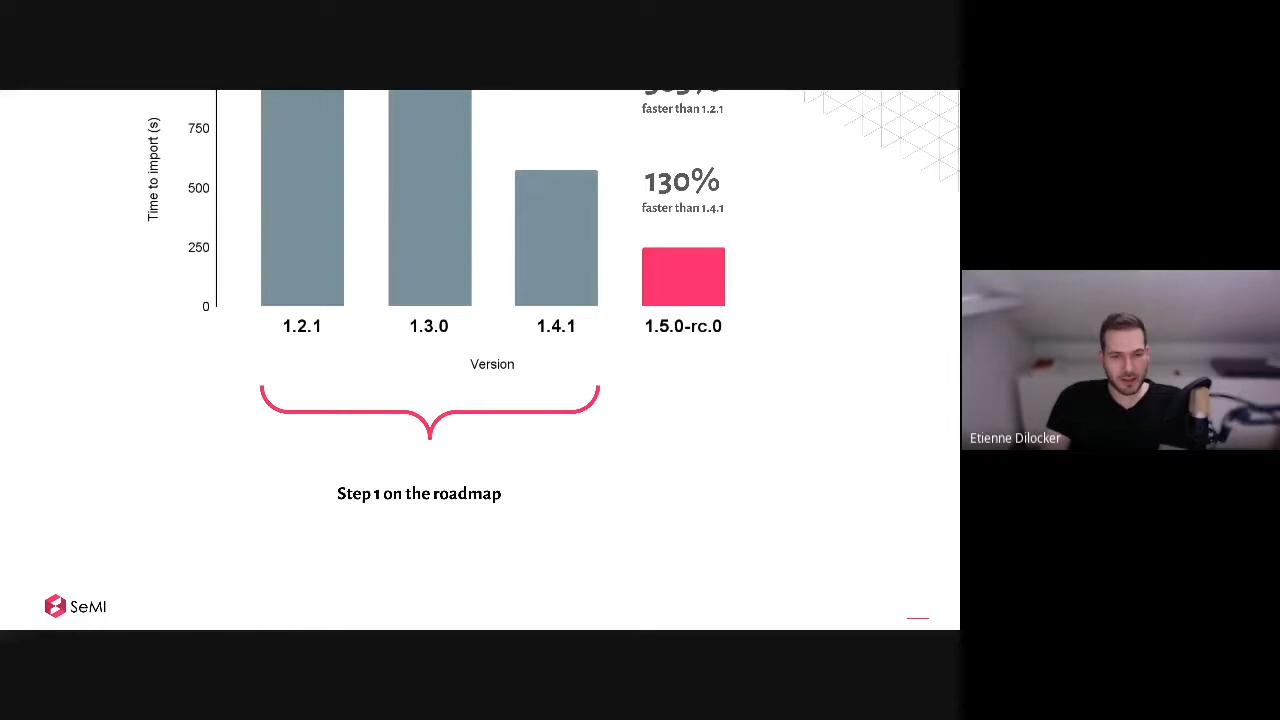 faster than 1.2.1
750
Time to import (s)
130%
500
faster than 1.4.1
250
0
1.2.1
1.3.0
1.4.1
1.5.0-rc.0
Version
Etienne Dilocker
Step 1 on the roadmap
SeMI